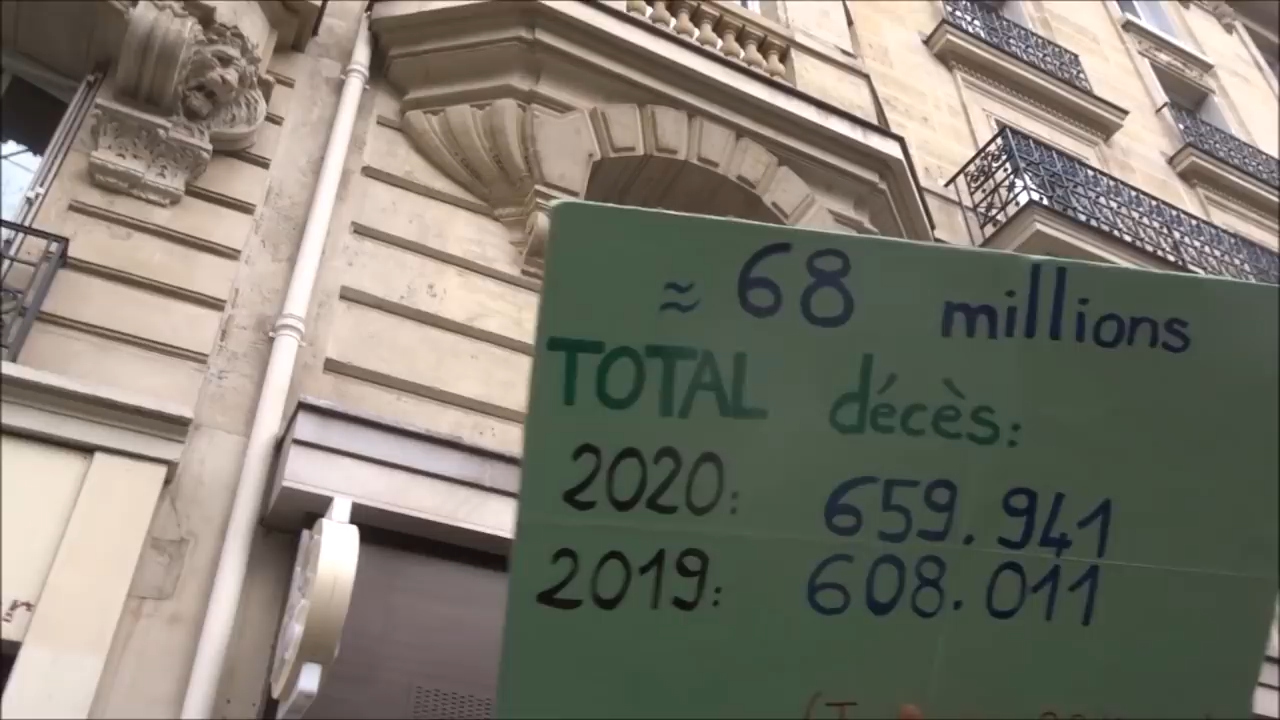 ≈ 68 millions
TOTAL décès:
2020: 659.941
2019: 608.011